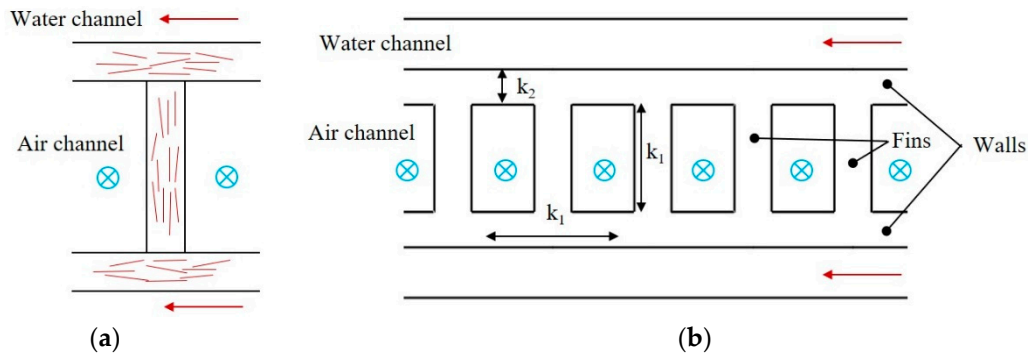 Water channel
Air channel
(a)
Water channel
k2
Air channel
k1
Fins
Walls
k1
(b)